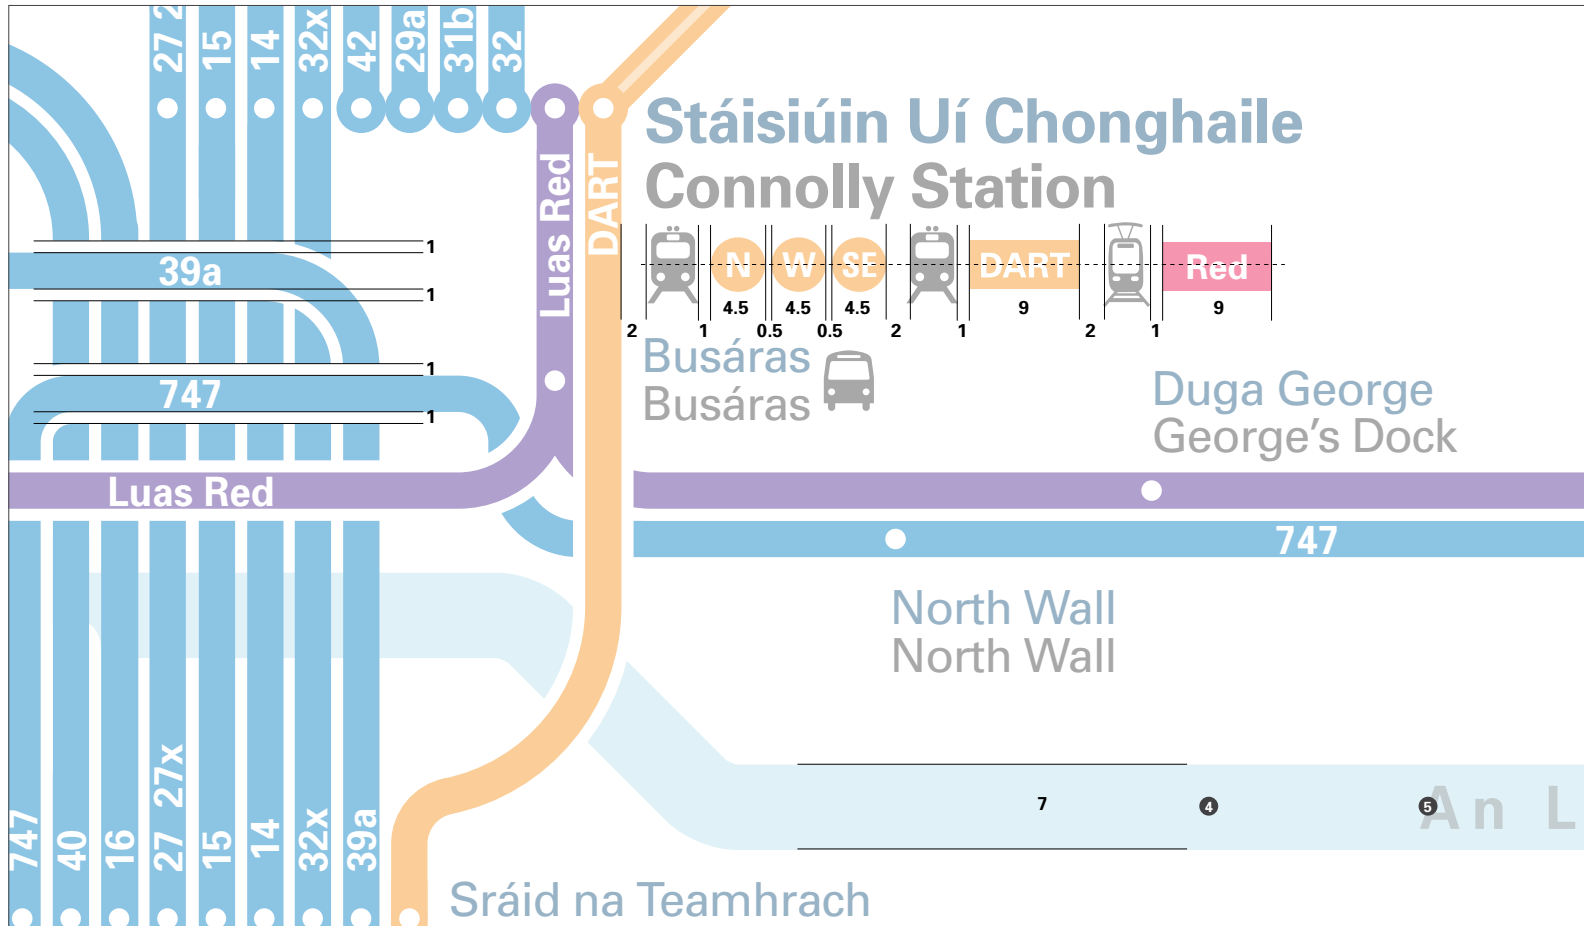 27 2
15
14
32x
42
29a
31b
32
Stáisiúin Uí Chonghaile
Connolly Station
Luas Red
DART
N W SE DART Red
4.5 4.5 4.5 9 9
2 1 0.5 0.5 2 1 2 1
1
39a
1
1
747
1
Busáras
Busáras
Duga George
George's Dock
Luas Red
747
North Wall
North Wall
7 4 5
An L
747
40
16
27 27x
15
14
32x
39a
Sráid na Teamhrach